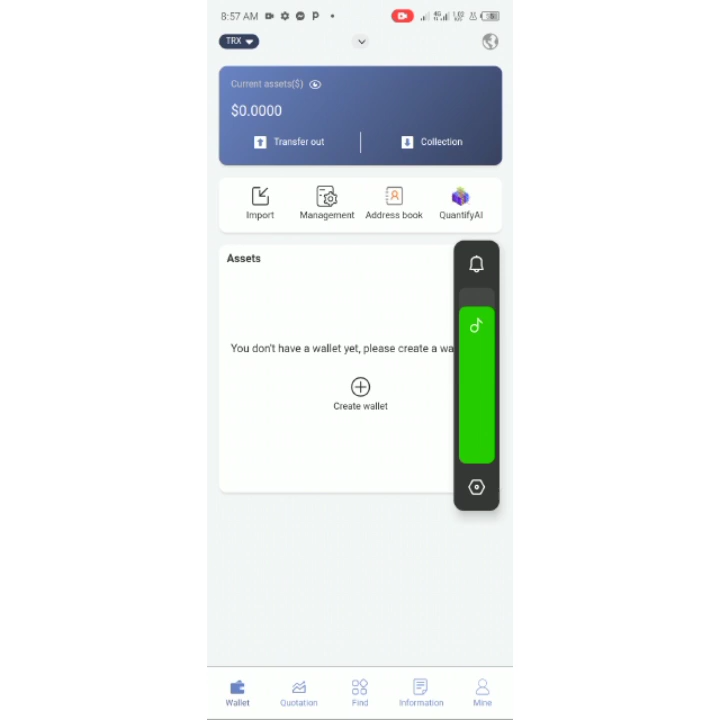 8:57 AM
TRX
Current assets($)
$0.0000
Transfer out
Collection
Import
Management
Address book
QuantifyAI
Assets
You don't have a wallet yet, please create a wa
Create wallet
Wallet
Quotation
Find
Information
Mine